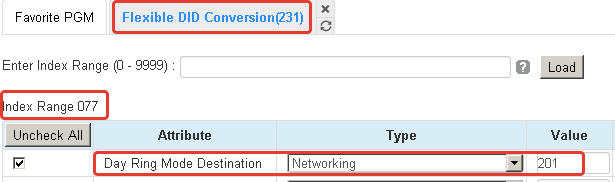 Favorite PGM Flexible DID Conversion(231)
Enter Index Range (0 - 9999) : ? Load
Index Range 077
Uncheck All Attribute Type Value
Day Ring Mode Destination Networking 201